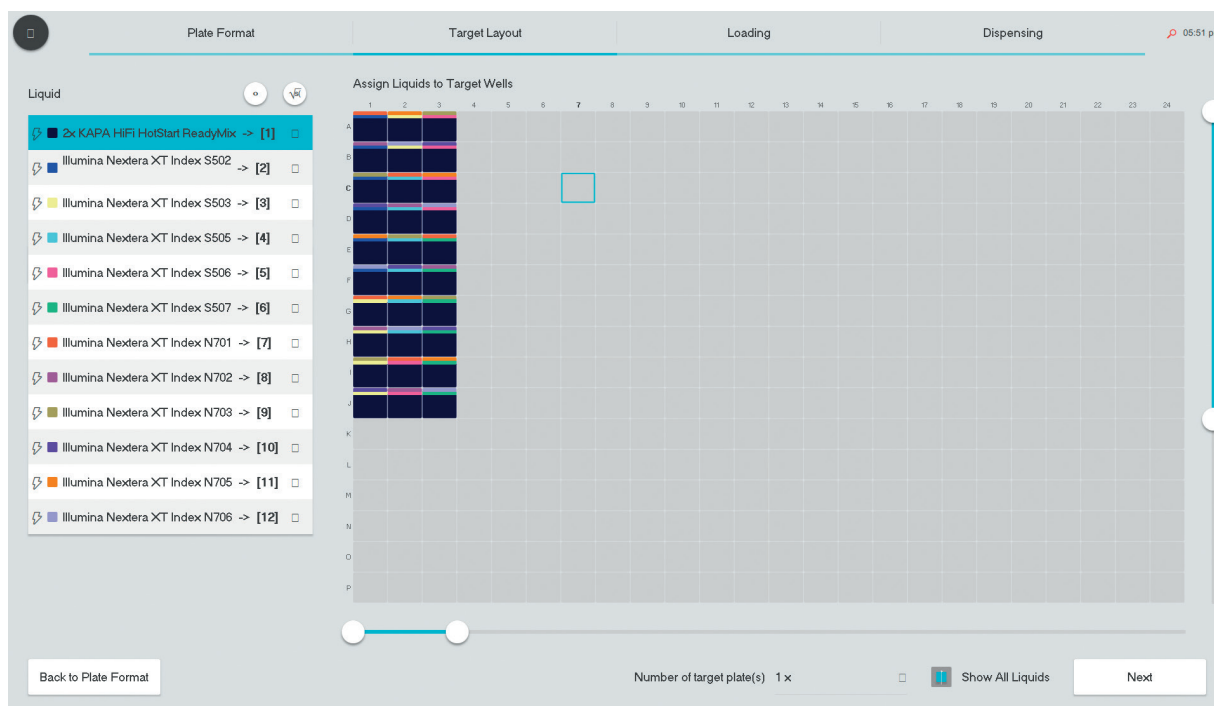 Plate Format
Target Layout
Loading
Dispensing
05:51 p
Liquid
Assign Liquids to Target Wells
1 2 3 4 5 6 7 8 9 10 11 12 13 14 15 16 17 18 19 20 21 22 23 24
2x KAPA HiFi HotStart ReadyMix -> [1]
Illumina Nextera XT Index S502 -> [2]
Illumina Nextera XT Index S503 -> [3]
Illumina Nextera XT Index S505 -> [4]
Illumina Nextera XT Index S506 -> [5]
Illumina Nextera XT Index S507 -> [6]
Illumina Nextera XT Index N701 -> [7]
Illumina Nextera XT Index N702 -> [8]
Illumina Nextera XT Index N703 -> [9]
Illumina Nextera XT Index N704 -> [10]
Illumina Nextera XT Index N705 -> [11]
Illumina Nextera XT Index N706 -> [12]
A
B
C
D
E
F
G
H
I
J
K
L
M
N
O
P
Back to Plate Format
Number of target plate(s) 1 x
Show All Liquids
Next